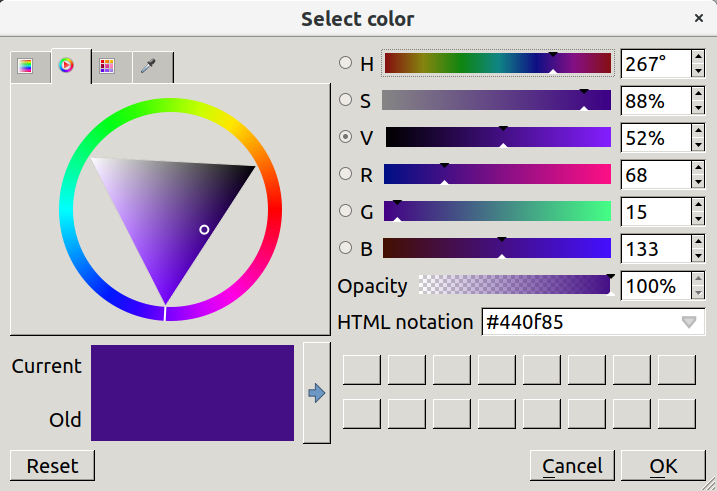 Select color
H 267°
S 88%
V 52%
R 68
G 15
B 133
Opacity 100%
HTML notation #440f85
Current
Old
Reset
Cancel
OK